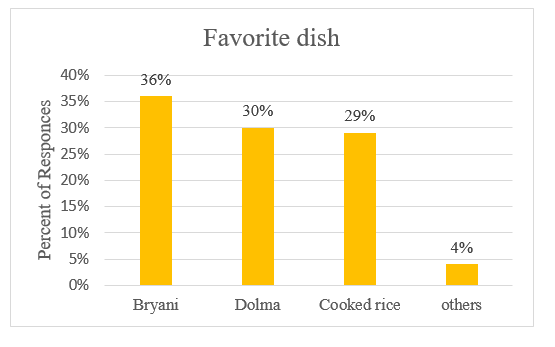 Favorite dish
Percent of Responces
40%
35%
30%
25%
20%
15%
10%
5%
0%
36%
30%
29%
4%
Bryani
Dolma
Cooked rice
others